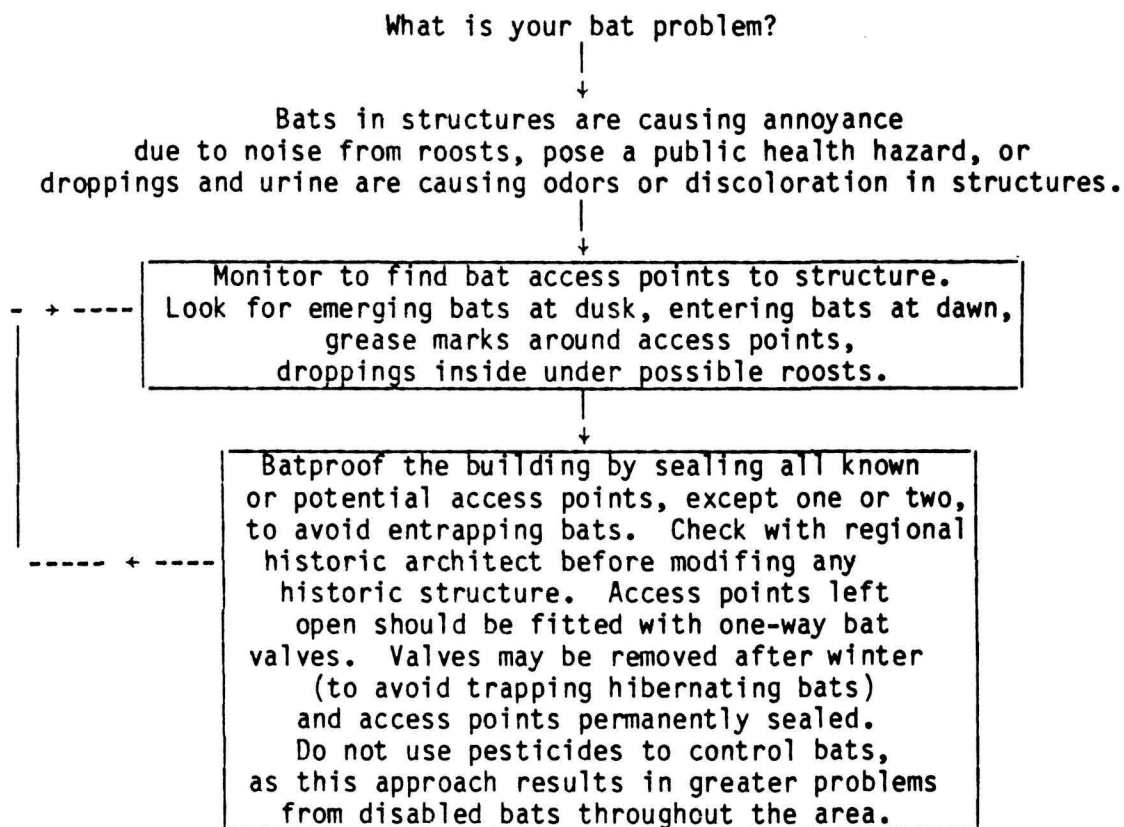 What is your bat problem?
Bats in structures are causing annoyance
due to noise from roosts, pose a public health hazard, or
droppings and urine are causing odors or discoloration in structures.
Monitor to find bat access points to structure.
Look for emerging bats at dusk, entering bats at dawn,
grease marks around access points,
droppings inside under possible roosts.
Batproof the building by sealing all known
or potential access points, except one or two,
to avoid entrapping bats.  Check with regional
historic architect before modifing any
historic structure.  Access points left
open should be fitted with one-way bat
valves.  Valves may be removed after winter
(to avoid trapping hibernating bats)
and access points permanently sealed.
Do not use pesticides to control bats,
as this approach results in greater problems
from disabled bats throughout the area.